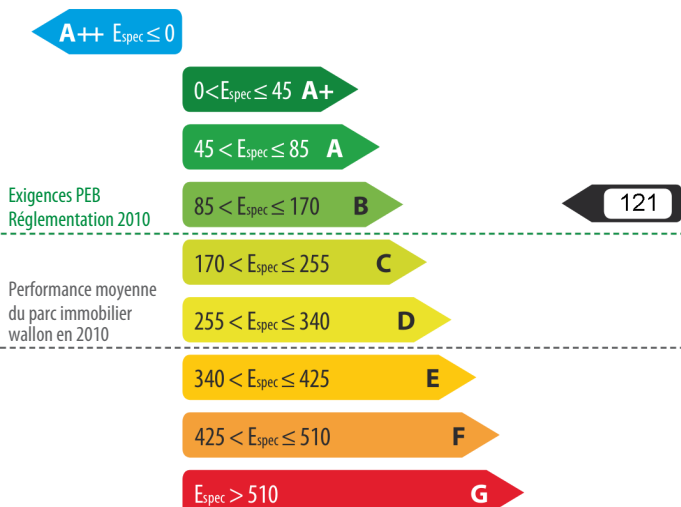 A++ Espec ≤ 0
0<Espec ≤ 45 A+
45 < Espec ≤ 85 A
Exigences PEB
Réglementation 2010
85 < Espec ≤ 170 B
121
170 < Espec ≤ 255 C
Performance moyenne
du parc immobilier
wallon en 2010
255 < Espec ≤ 340 D
340 < Espec ≤ 425 E
425 < Espec ≤ 510 F
Espec > 510 G